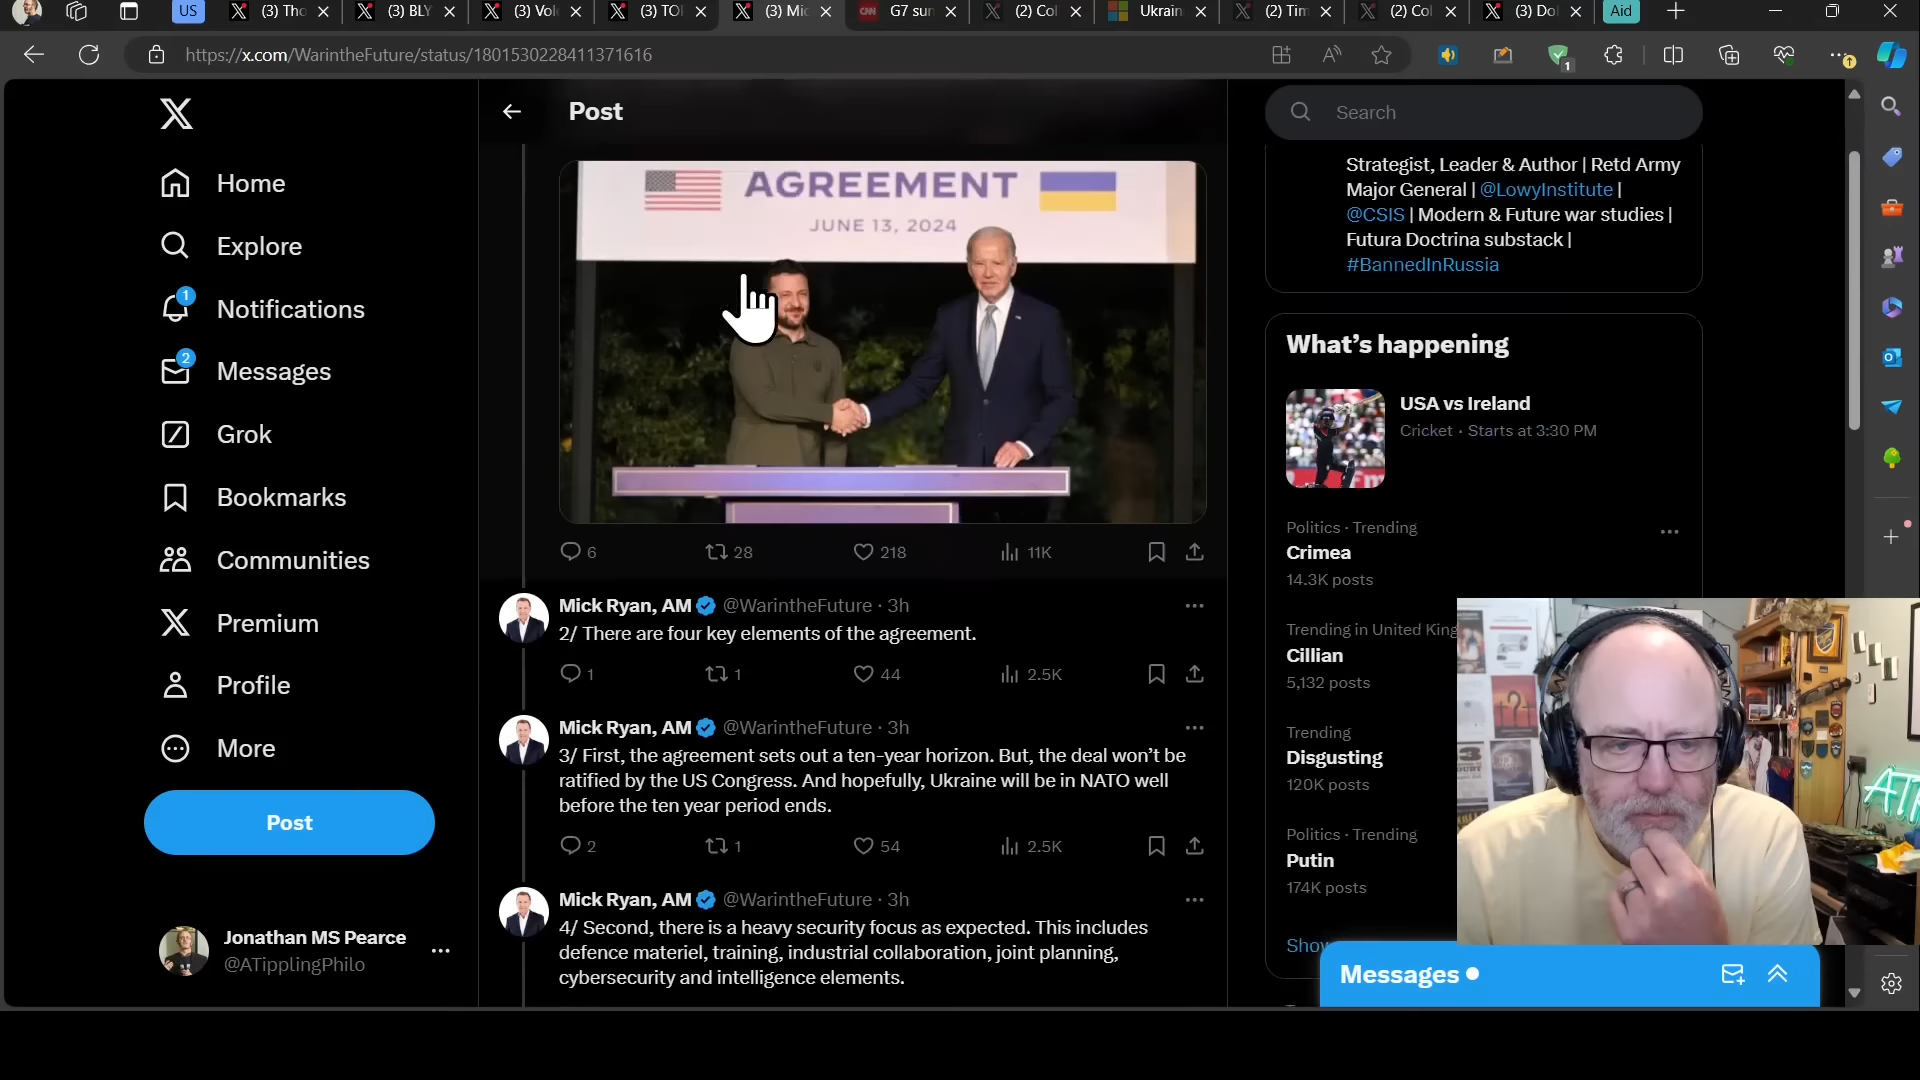 US
(3) Tho
(3) BLY
(3) Vol
(3) TO
(3) Mic
G7 sun
(2) Col
Ukrain
(2) Tim
(2) Col
(3) Dol
Aid
https://x.com/WarintheFuture/status/1801530228411371616
1
Home
Explore
1
Notifications
2
Messages
Grok
Bookmarks
Communities
Premium
Profile
More
Post
Jonathan MS Pearce
@ATipplingPhilo
Post
AGREEMENT
JUNE 13, 2024
6
28
218
11K
Mick Ryan, AM @WarintheFuture · 3h
2/ There are four key elements of the agreement.
1
1
44
2.5K
Mick Ryan, AM @WarintheFuture · 3h
3/ First, the agreement sets out a ten-year horizon. But, the deal won’t be
ratified by the US Congress. And hopefully, Ukraine will be in NATO well
before the ten year period ends.
2
1
54
2.5K
Mick Ryan, AM @WarintheFuture · 3h
4/ Second, there is a heavy security focus as expected. This includes
defence materiel, training, industrial collaboration, joint planning,
cybersecurity and intelligence elements.
Search
Strategist, Leader & Author | Retd Army
Major General | @LowyInstitute |
@CSIS | Modern & Future war studies |
Futura Doctrina substack |
#BannedInRussia
What’s happening
USA vs Ireland
Cricket · Starts at 3:30 PM
Politics · Trending
Crimea
14.3K posts
Trending in United King
Cillian
5,132 posts
Trending
Disgusting
120K posts
Politics · Trending
Putin
174K posts
Show
Messages